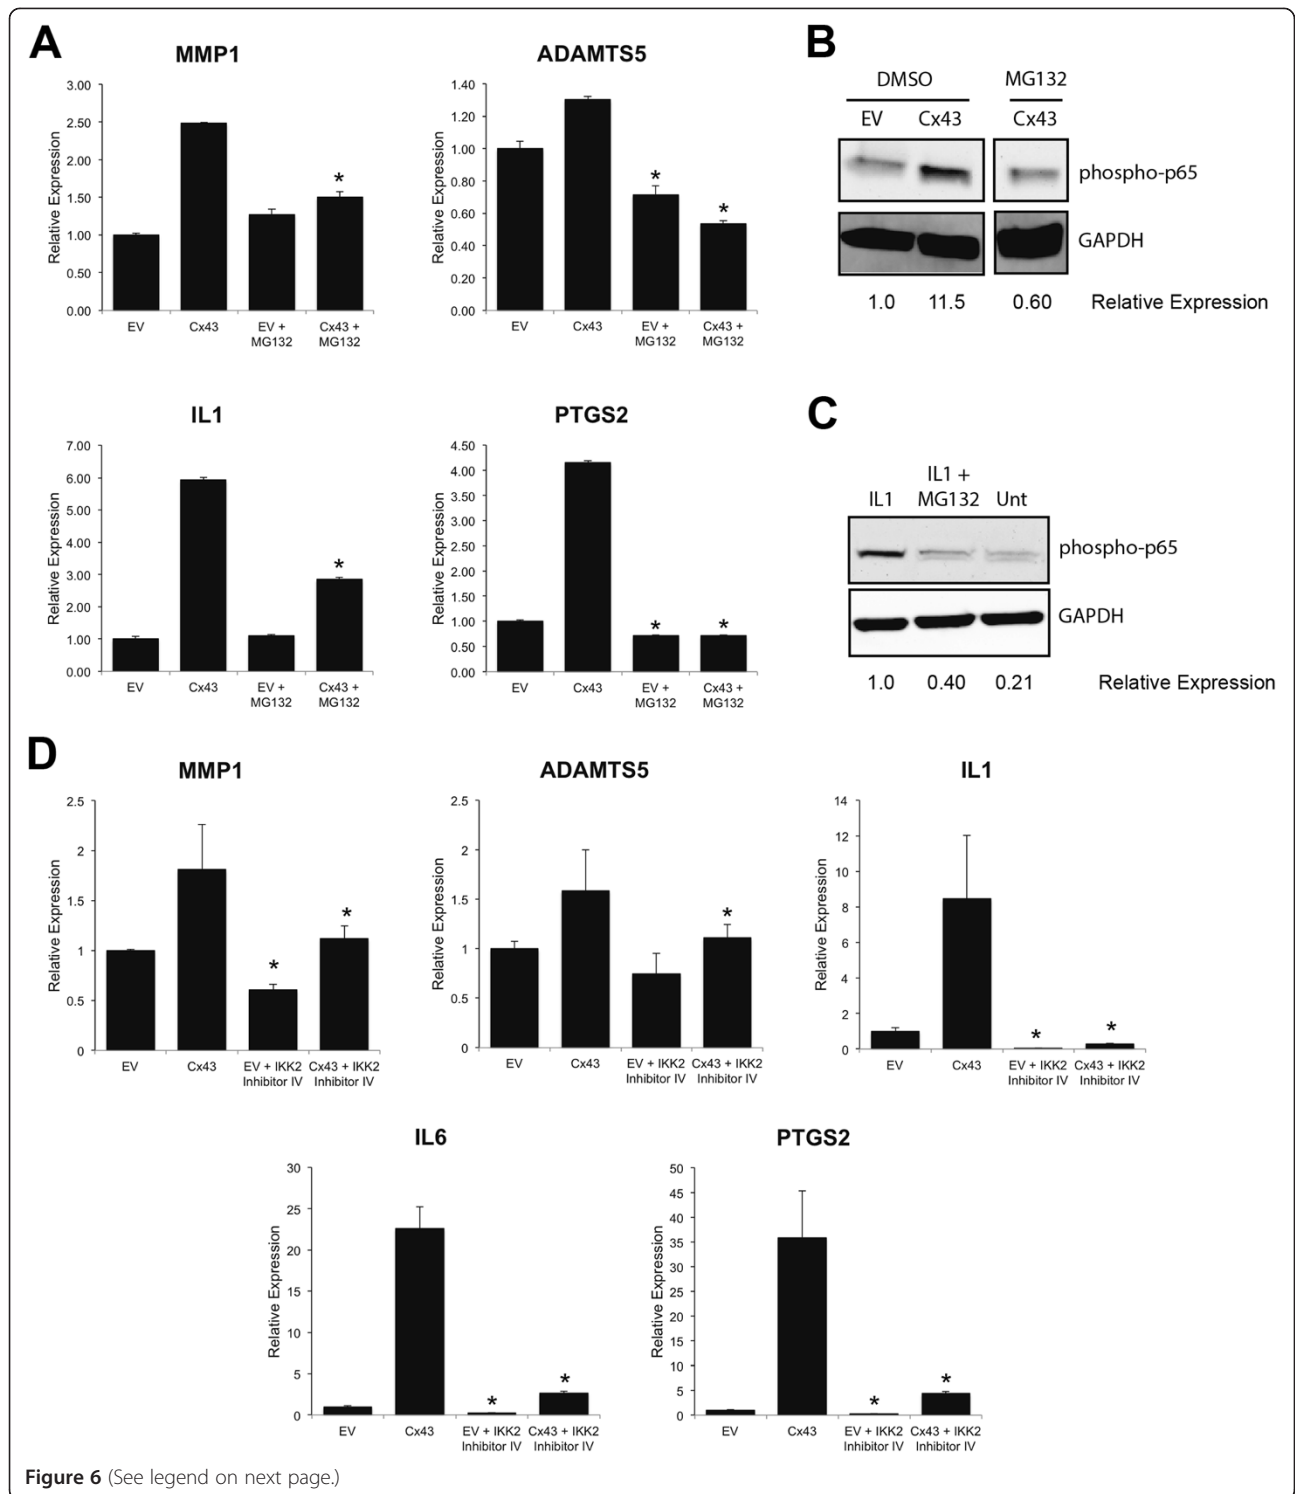 A
MMP1
Relative Expression
3.00
2.50
2.00
1.50
1.00
0.50
0.00
*
EV
Cx43
EV +
MG132
Cx43 +
MG132
ADAMTS5
Relative Expression
1.40
1.20
1.00
0.80
0.60
0.40
0.20
0.00
*
*
EV
Cx43
EV +
MG132
Cx43 +
MG132
IL1
Relative Expression
7.00
6.00
5.00
4.00
3.00
2.00
1.00
0.00
*
EV
Cx43
EV +
MG132
Cx43 +
MG132
PTGS2
Relative Expression
4.50
4.00
3.50
3.00
2.50
2.00
1.50
1.00
0.50
0.00
*
*
EV
Cx43
EV +
MG132
Cx43 +
MG132
B
DMSO MG132
EV Cx43 Cx43
phospho-p65
GAPDH
1.0 11.5 0.60 Relative Expression
C
IL1 +
IL1 MG132 Unt
phospho-p65
GAPDH
1.0 0.40 0.21 Relative Expression
D
MMP1
Relative Expression
2.5
2
1.5
1
0.5
0
*
*
EV
Cx43
EV + IKK2
Inhibitor IV
Cx43 + IKK2
Inhibitor IV
ADAMTS5
Relative Expression
2.5
2
1.5
1
0.5
0
*
EV
Cx43
EV + IKK2
Inhibitor IV
Cx43 + IKK2
Inhibitor IV
IL1
Relative Expression
14
12
10
8
6
4
2
0
*
*
EV
Cx43
EV + IKK2
Inhibitor IV
Cx43 + IKK2
Inhibitor IV
IL6
Relative Expression
30
25
20
15
10
5
0
*
*
EV
Cx43
EV + IKK2
Inhibitor IV
Cx43 + IKK2
Inhibitor IV
PTGS2
Relative Expression
50
45
40
35
30
25
20
15
10
5
0
*
*
EV
Cx43
EV + IKK2
Inhibitor IV
Cx43 + IKK2
Inhibitor IV
Figure 6 (See legend on next page.)